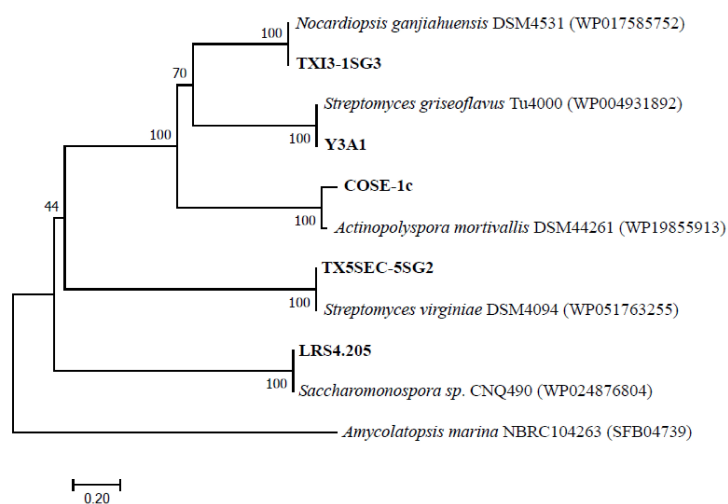 Nocardiopsis ganjiahuensis DSM4531 (WP017585752)
100
TXI3-1SG3
70
Streptomyces griseoflavus Tu4000 (WP004931892)
100
100
Y3A1
COSE-1c
44
100
Actinopolyspora mortivallis DSM44261 (WP19855913)
TX5SEC-5SG2
100
Streptomyces virginiae DSM4094 (WP051763255)
LRS4.205
100
Saccharomonospora sp. CNQ490 (WP024876804)
Amycolatopsis marina NBRC104263 (SFB04739)
0.20